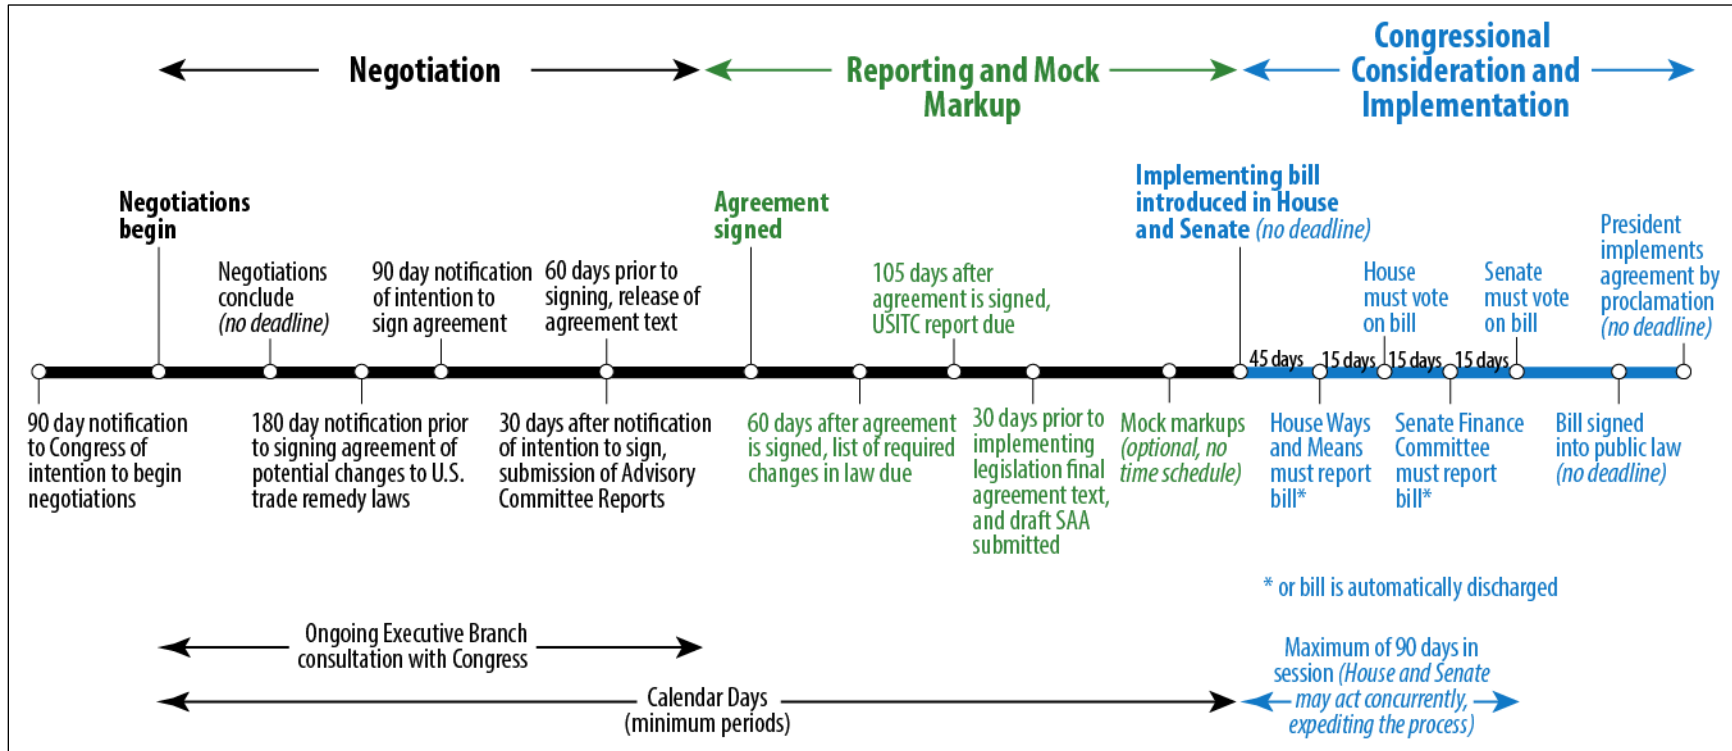 Negotiation
Reporting and Mock
Markup
Congressional
Consideration and
Implementation
Negotiations
begin
Agreement
signed
Implementing bill
introduced in House
and Senate (no deadline)
Negotiations
conclude
(no deadline)
90 day notification
of intention to
sign agreement
60 days prior to
signing, release of
agreement text
105 days after
agreement is signed,
USITC report due
House
must vote
on bill
Senate
must vote
on bill
President
implements
agreement by
proclamation
(no deadline)
45 days
15 days
15 days
15 days
90 day notification
to Congress of
intention to begin
negotiations
180 day notification prior
to signing agreement of
potential changes to U.S.
trade remedy laws
30 days after notification
of intention to sign,
submission of Advisory
Committee Reports
60 days after agreement
is signed, list of required
changes in law due
30 days prior to
implementing
legislation final
agreement text,
and draft SAA
submitted
Mock markups
(optional, no
time schedule)
House Ways
and Means
must report
bill*
Senate Finance
Committee
must report
bill*
Bill signed
into public law
(no deadline)
* or bill is automatically discharged
Ongoing Executive Branch
consultation with Congress
Calendar Days
(minimum periods)
Maximum of 90 days in
session (House and Senate
may act concurrently,
expediting the process)